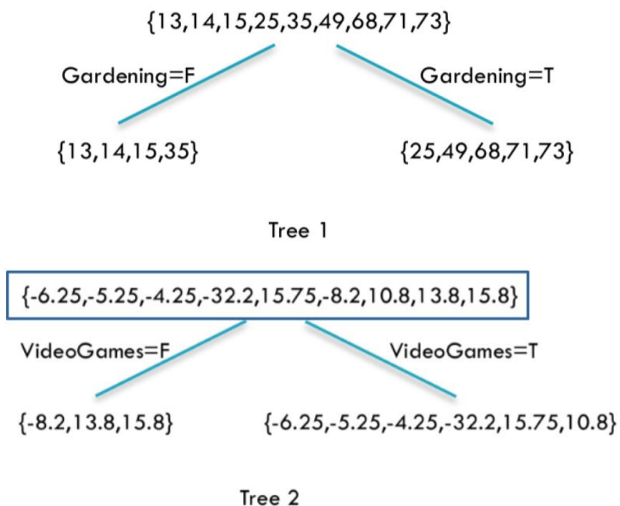 {13,14,15,25,35,49,68,71,73}
Gardening=F
Gardening=T
{13,14,15,35}
{25,49,68,71,73}
Tree 1
{-6.25,-5.25,-4.25,-32.2,15.75,-8.2,10.8,13.8,15.8}
VideoGames=F
VideoGames=T
{-8.2,13.8,15.8}
{-6.25,-5.25,-4.25,-32.2,15.75,10.8}
Tree 2